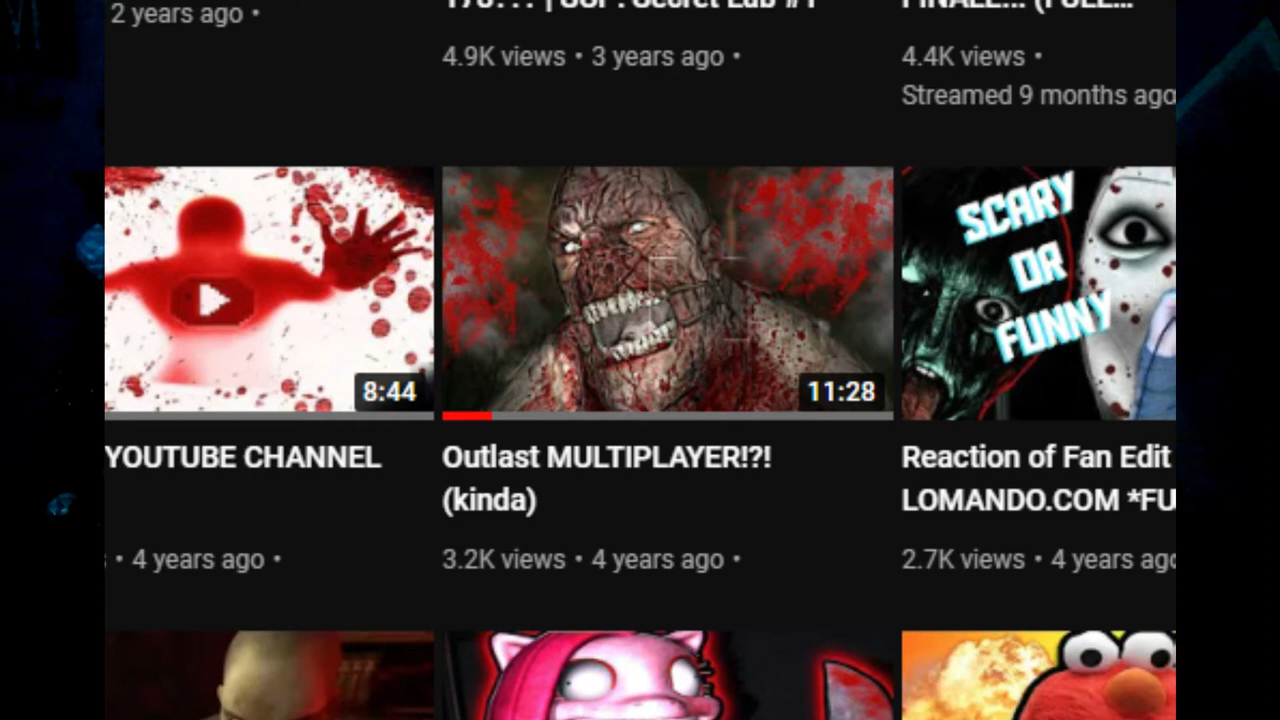 2 years ago •
4.9K views • 3 years ago •
4.4K views •
Streamed 9 months ago
SCARY
OR
FUNNY
8:44
11:28
YOUTUBE CHANNEL
Outlast MULTIPLAYER!?!
(kinda)
Reaction of Fan Edit
LOMANDO.COM *FU
• 4 years ago •
3.2K views • 4 years ago •
2.7K views • 4 years ago